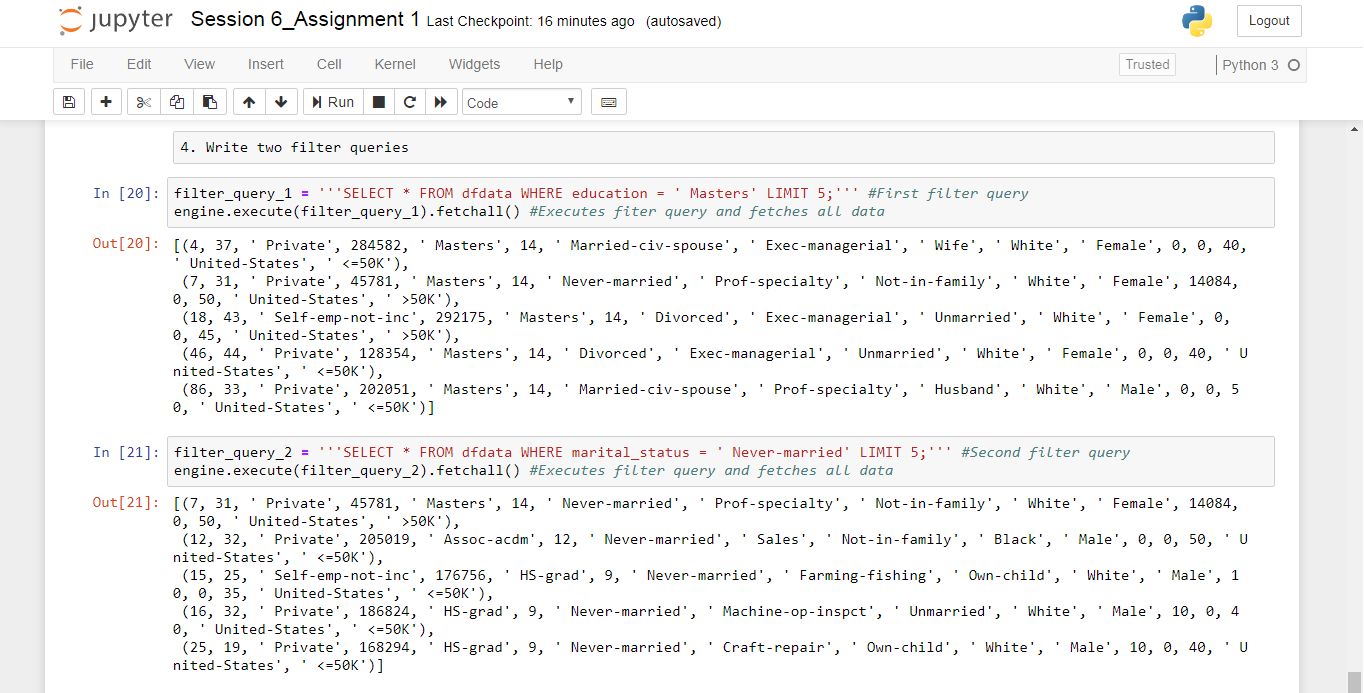 jupyter Session 6_Assignment 1 Last Checkpoint: 16 minutes ago (autosaved) Logout
File Edit View Insert Cell Kernel Widgets Help Trusted Python 3
Run Code
4. Write two filter queries
In [20]: filter_query_1 = '''SELECT * FROM dfdata WHERE education = ' Masters' LIMIT 5;''' #First filter query
engine.execute(filter_query_1).fetchall() #Executes fiter query and fetches all data
Out[20]: [(4, 37, ' Private', 284582, ' Masters', 14, ' Married-civ-spouse', ' Exec-managerial', ' Wife', ' White', ' Female', 0, 0, 40,
' United-States', ' <=50K'),
(7, 31, ' Private', 45781, ' Masters', 14, ' Never-married', ' Prof-specialty', ' Not-in-family', ' White', ' Female', 14084,
0, 50, ' United-States', ' >50K'),
(18, 43, ' Self-emp-not-inc', 292175, ' Masters', 14, ' Divorced', ' Exec-managerial', ' Unmarried', ' White', ' Female', 0,
0, 45, ' United-States', ' >50K'),
(46, 44, ' Private', 128354, ' Masters', 14, ' Divorced', ' Exec-managerial', ' Unmarried', ' White', ' Female', 0, 0, 40, ' U
nited-States', ' <=50K'),
(86, 33, ' Private', 202051, ' Masters', 14, ' Married-civ-spouse', ' Prof-specialty', ' Husband', ' White', ' Male', 0, 0, 5
0, ' United-States', ' <=50K')]
In [21]: filter_query_2 = '''SELECT * FROM dfdata WHERE marital_status = ' Never-married' LIMIT 5;''' #Second filter query
engine.execute(filter_query_2).fetchall() #Executes filter query and fetches all data
Out[21]: [(7, 31, ' Private', 45781, ' Masters', 14, ' Never-married', ' Prof-specialty', ' Not-in-family', ' White', ' Female', 14084,
0, 50, ' United-States', ' >50K'),
(12, 32, ' Private', 205019, ' Assoc-acdm', 12, ' Never-married', ' Sales', ' Not-in-family', ' Black', ' Male', 0, 0, 50, ' U
nited-States', ' <=50K'),
(15, 25, ' Self-emp-not-inc', 176756, ' HS-grad', 9, ' Never-married', ' Farming-fishing', ' Own-child', ' White', ' Male', 1
0, 0, 35, ' United-States', ' <=50K'),
(16, 32, ' Private', 186824, ' HS-grad', 9, ' Never-married', ' Machine-op-inspct', ' Unmarried', ' White', ' Male', 10, 0, 4
0, ' United-States', ' <=50K'),
(25, 19, ' Private', 168294, ' HS-grad', 9, ' Never-married', ' Craft-repair', ' Own-child', ' White', ' Male', 10, 0, 40, ' U
nited-States', ' <=50K')]